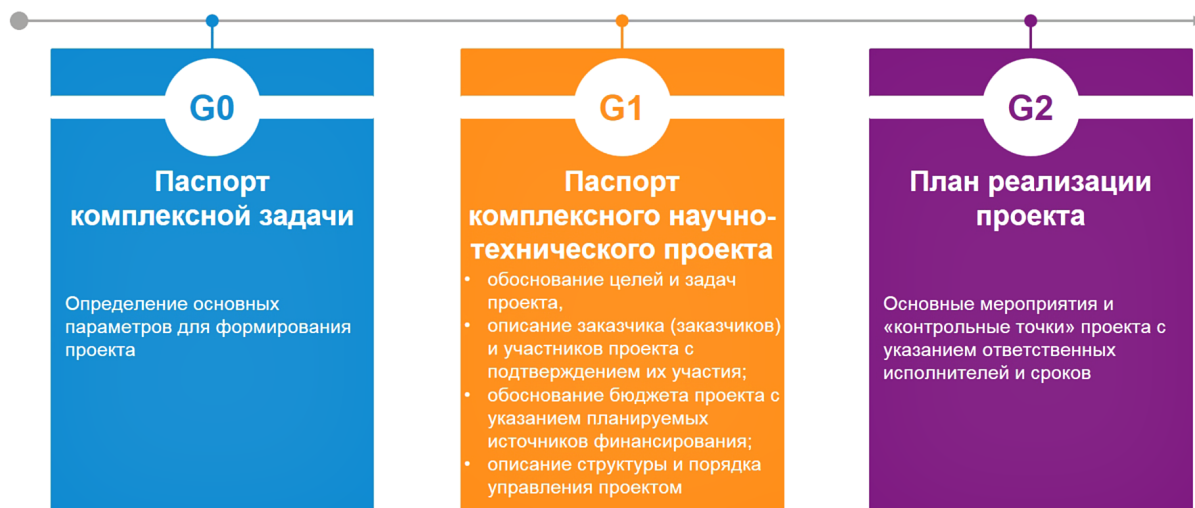 G0
Паспорт
комплексной задачи
Определение основных
параметров для формирования
проекта
G1
Паспорт
комплексного научно-
технического проекта
• обоснование целей и задач
проекта,
• описание заказчика (заказчиков)
и участников проекта с
подтверждением их участия;
• обоснование бюджета проекта с
указанием планируемых
источников финансирования;
• описание структуры и порядка
управления проектом
G2
План реализации
проекта
Основные мероприятия и
«контрольные точки» проекта с
указанием ответственных
исполнителей и сроков